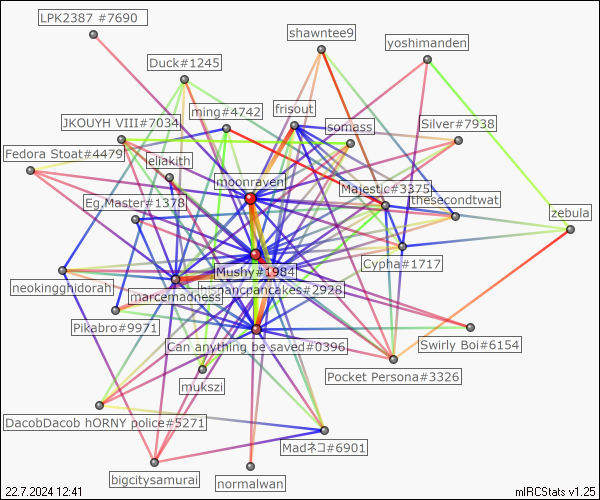 LPK2387 #7690
shawntee9
yoshimanden
Duck#1245
ming#4742
frisout
JKOUYH VIII#7034
somass
Silver#7938
Fedora Stoat#4479
eliakith
moonraven
Majestic#3375
Eg.Master#1378
thesecondtwat
zebula
Cypha#1717
Mushy#1984
neokingghidorah
marcemadness
hispancpancakes#2928
Pikabro#9971
Can anything be saved#0396
Swirly Boi#6154
Pocket Persona#3326
mukszi
DacobDacob hORNY police#5271
Madネコ#6901
bigcitysamurai
normalwan
22.7.2024 12:41
mIRCStats v1.25